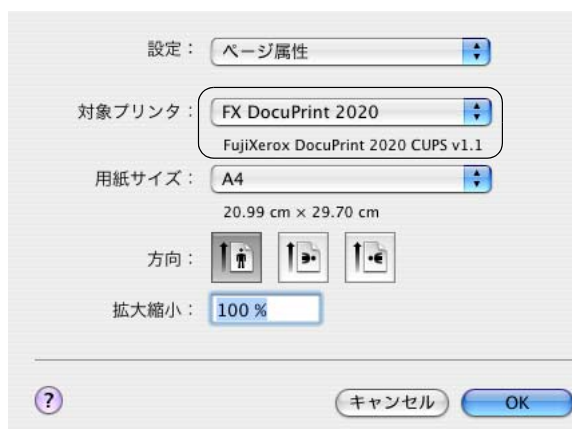 設定： ページ属性
対象プリンタ： FX DocuPrint 2020
FujiXerox DocuPrint 2020 CUPS v1.1
用紙サイズ： A4
20.99 cm × 29.70 cm
方向：
拡大縮小： 100 %
? キャンセル OK